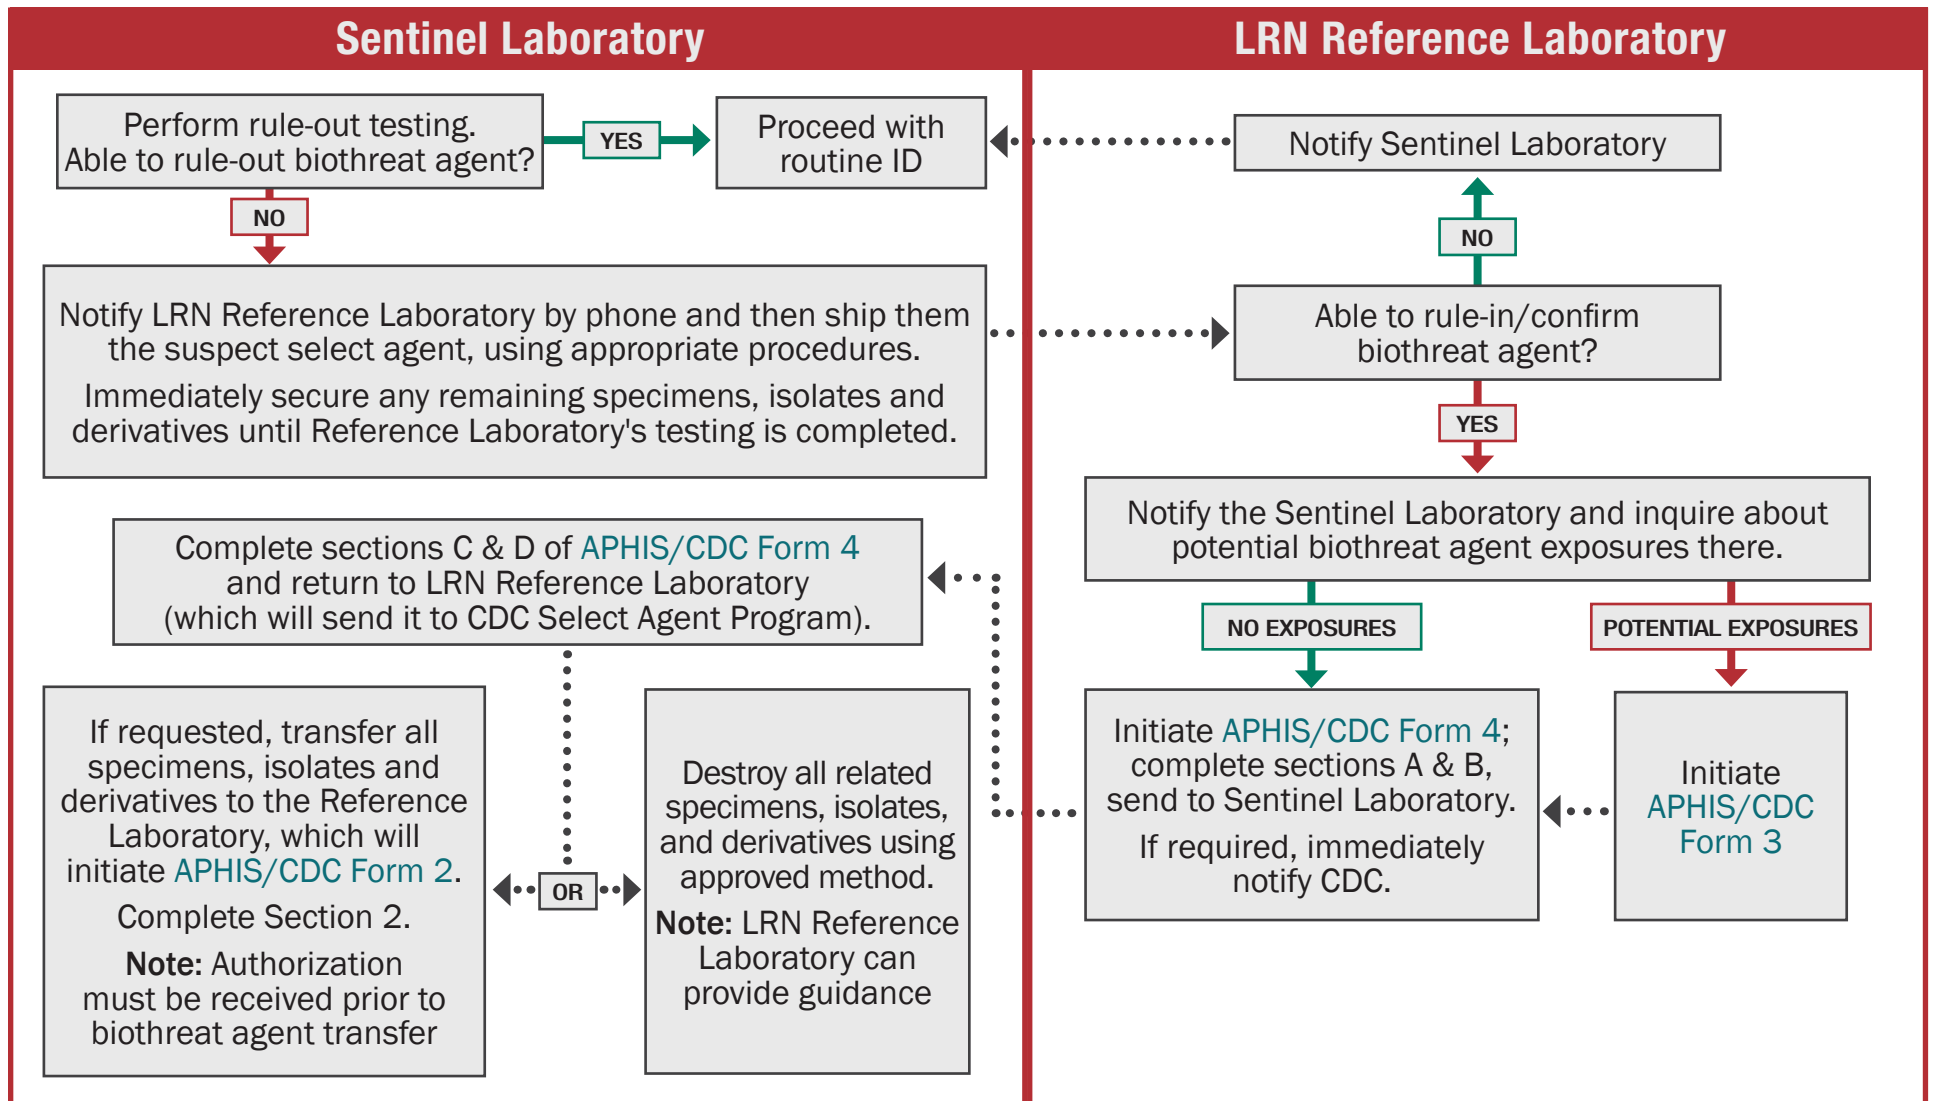 Sentinel Laboratory
Perform rule-out testing.
Able to rule-out biothreat agent?
YES
Proceed with
routine ID
NO
Notify LRN Reference Laboratory by phone and then ship them
the suspect select agent, using appropriate procedures.
Immediately secure any remaining specimens, isolates and
derivatives until Reference Laboratory's testing is completed.
Complete sections C & D of APHIS/CDC Form 4
and return to LRN Reference Laboratory
(which will send it to CDC Select Agent Program).
If requested, transfer all
specimens, isolates and
derivatives to the Reference
Laboratory, which will
initiate APHIS/CDC Form 2.
Complete Section 2.
Note: Authorization
must be received prior to
biothreat agent transfer
OR
Destroy all related
specimens, isolates,
and derivatives using
approved method.
Note: LRN Reference
Laboratory can
provide guidance
LRN Reference Laboratory
Notify Sentinel Laboratory
NO
Able to rule-in/confirm
biothreat agent?
YES
Notify the Sentinel Laboratory and inquire about
potential biothreat agent exposures there.
NO EXPOSURES
POTENTIAL EXPOSURES
Initiate APHIS/CDC Form 4;
complete sections A & B,
send to Sentinel Laboratory.
If required, immediately
notify CDC.
Initiate
APHIS/CDC
Form 3